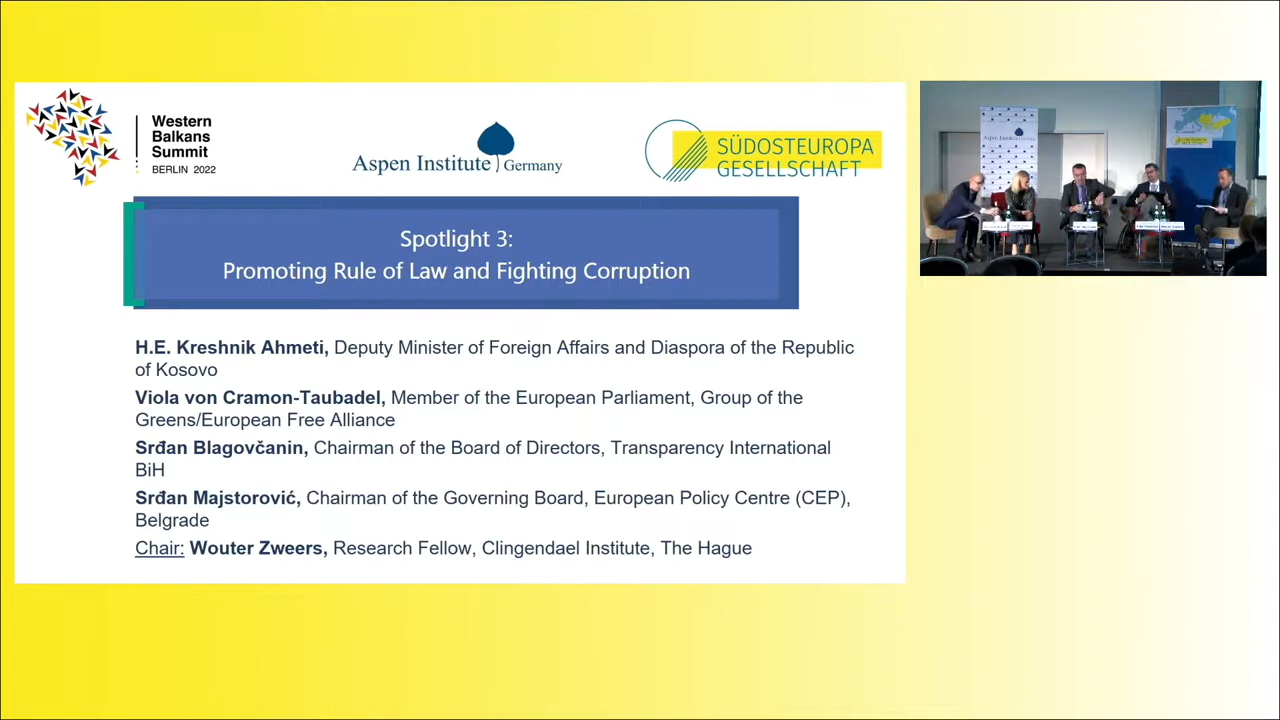 Western
Balkans
Summit
BERLIN 2022
Aspen Institute Germany
SÜDOSTEUROPA
GESELLSCHAFT
Spotlight 3:
Promoting Rule of Law and Fighting Corruption
H.E. Kreshnik Ahmeti, Deputy Minister of Foreign Affairs and Diaspora of the Republic
of Kosovo
Viola von Cramon-Taubadel, Member of the European Parliament, Group of the
Greens/European Free Alliance
Srđan Blagovčanin, Chairman of the Board of Directors, Transparency International
BiH
Srđan Majstorović, Chairman of the Governing Board, European Policy Centre (CEP),
Belgrade
Chair: Wouter Zweers, Research Fellow, Clingendael Institute, The Hague
Aspen Institute